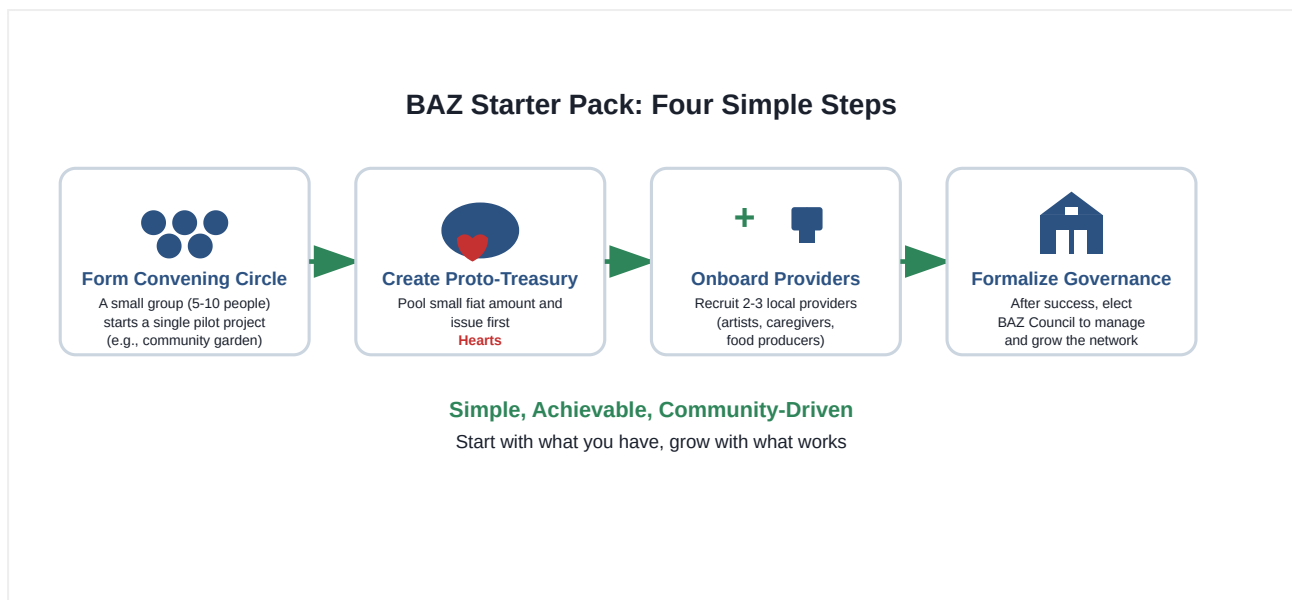 BAZ Starter Pack: Four Simple Steps
Form Convening Circle
A small group (5-10 people)
starts a single pilot project
(e.g., community garden)
Create Proto-Treasury
Pool small fiat amount and
issue first
Hearts
+
Onboard Providers
Recruit 2-3 local providers
(artists, caregivers,
food producers)
Formalize Governance
After success, elect
BAZ Council to manage
and grow the network
Simple, Achievable, Community-Driven
Start with what you have, grow with what works